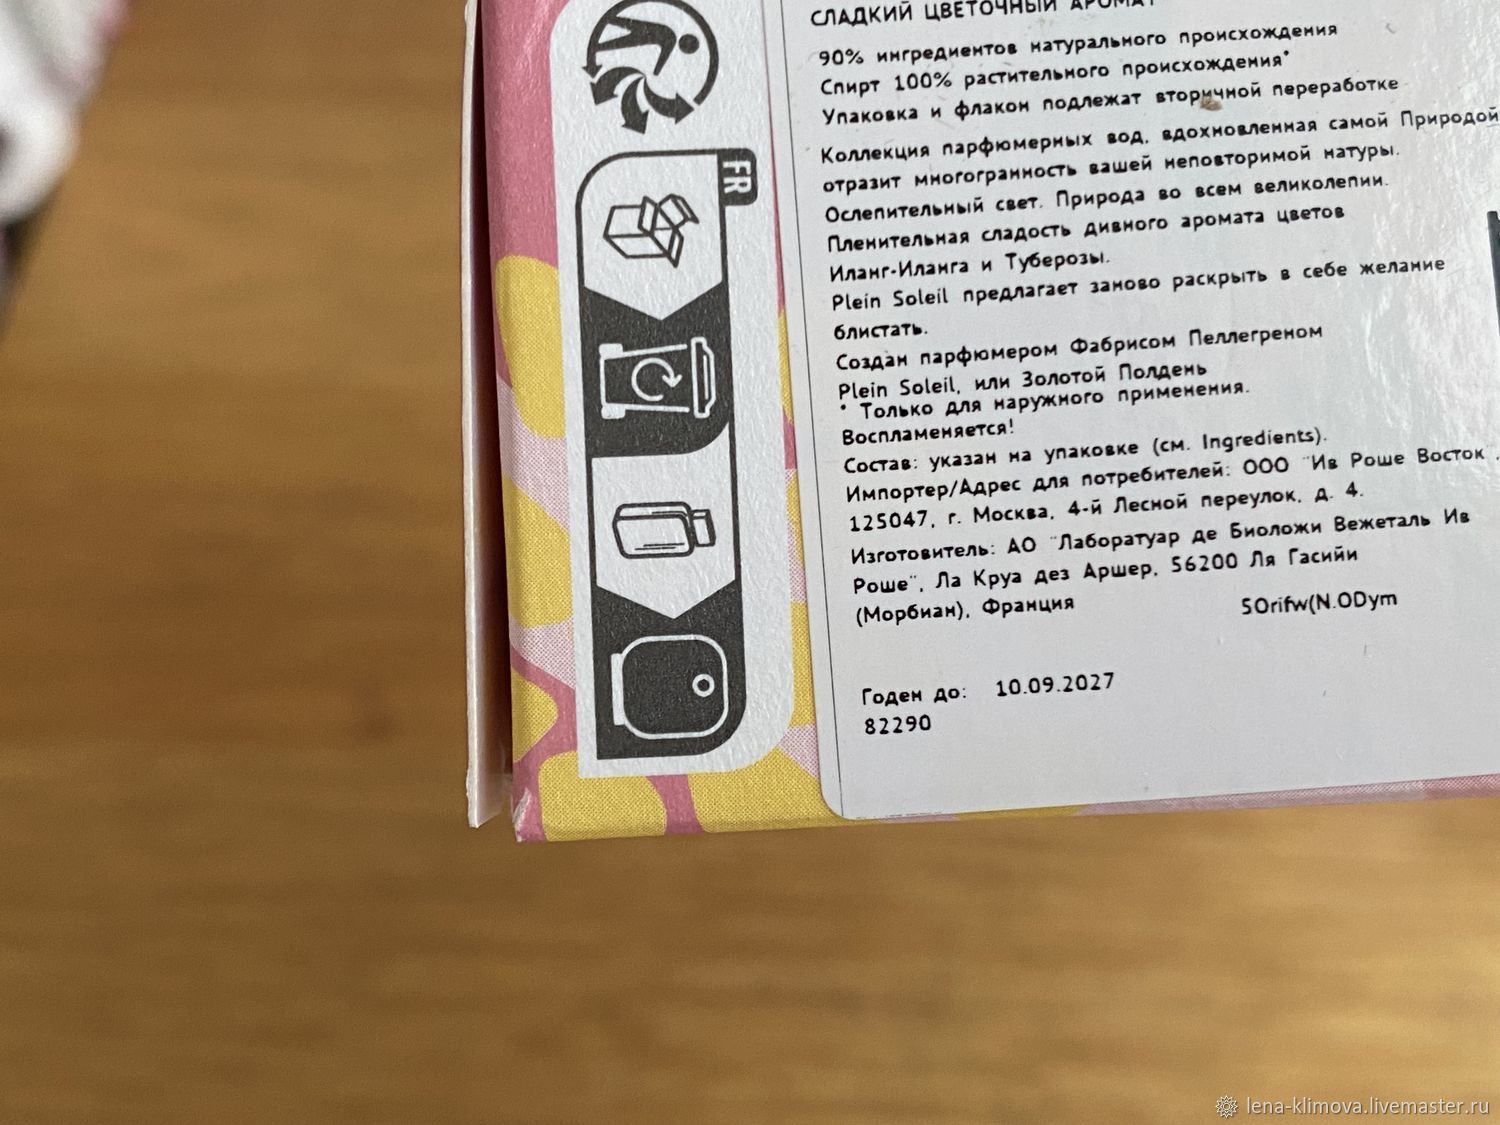 СЛАДКИЙ ЦВЕТОЧНЫЙ АРОМАТ
90% ингредиентов натурального происхождения
Спирт 100% растительного происхождения*
Упаковка и флакон подлежат вторичной переработке
Коллекция парфюмерных вод, вдохновленная самой Природой
отразит многогранность вашей неповторимой натуры.
Ослепительный свет. Природа во всем великолепии.
Пленительная сладость дивного аромата цветов
Иланг-Иланга и Туберозы.
Plein Soleil предлагает заново раскрыть в себе желание
блистать.
Создан парфюмером Фабрисом Пеллегреном
Plein Soleil, или Золотой Полдень
* Только для наружного применения.
Воспламеняется!
Состав: указан на упаковке (см. Ingredients).
Импортер/Адрес для потребителей: ООО "Ив Роше Восток",
125047, г. Москва, 4-й Лесной переулок, д. 4.
Изготовитель: АО "Лаборатуар де Биоложи Вежеталь Ив
Роше", Ла Круа дез Аршер, 56200 Ля Гасийи
(Морбиан), Франция
5Orifw(N.ODym
Годен до: 10.09.2027
82290
FR
lena-klimova.livemaster.ru